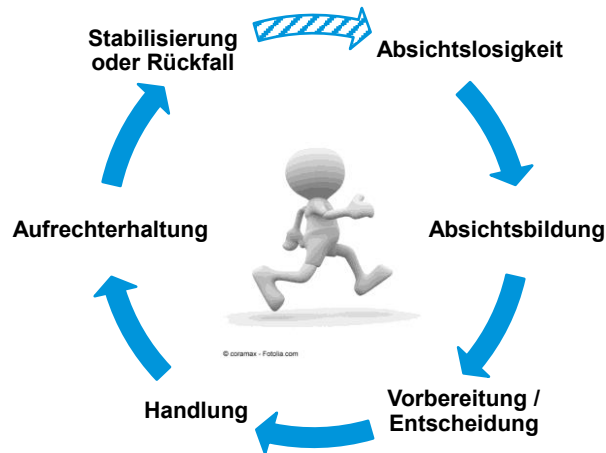 Stabilisierung
oder Rückfall
Absichtslosigkeit
Absichtsbildung
Vorbereitung /
Entscheidung
Handlung
Aufrechterhaltung
© coramax - Fotolia.com